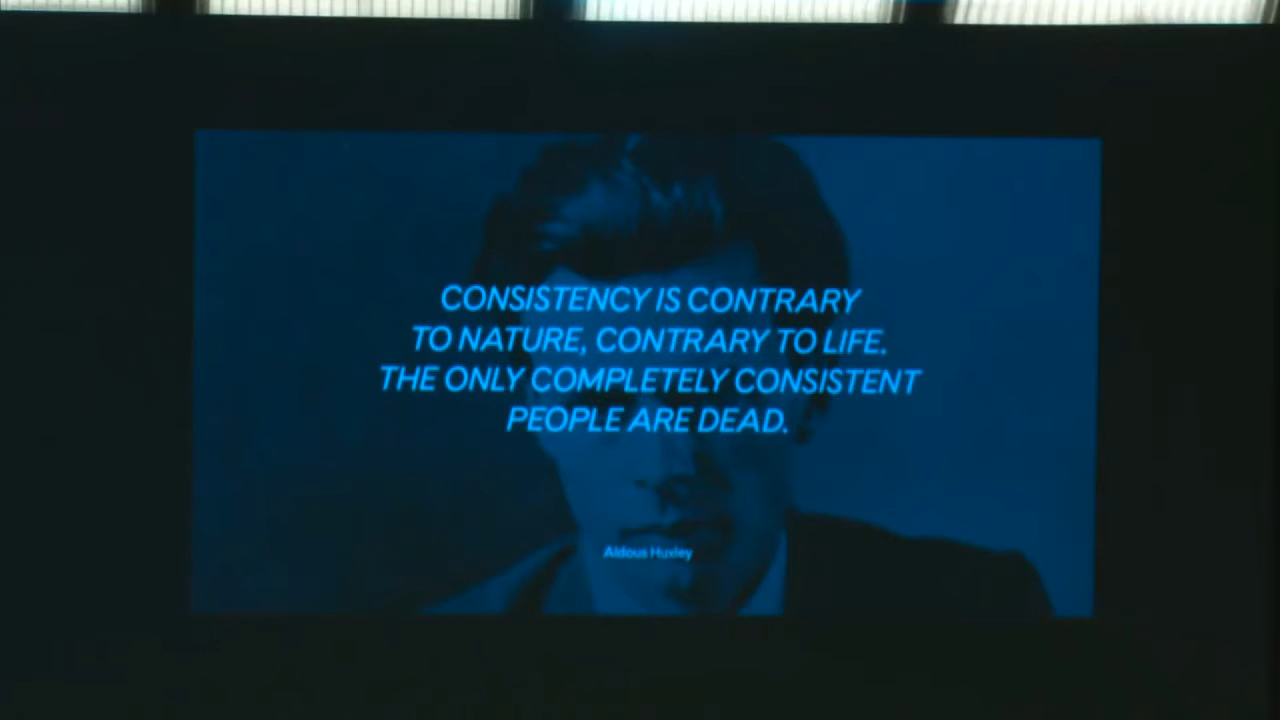 CONSISTENCY IS CONTRARY
TO NATURE, CONTRARY TO LIFE.
THE ONLY COMPLETELY CONSISTENT
PEOPLE ARE DEAD.
Aldous Huxley